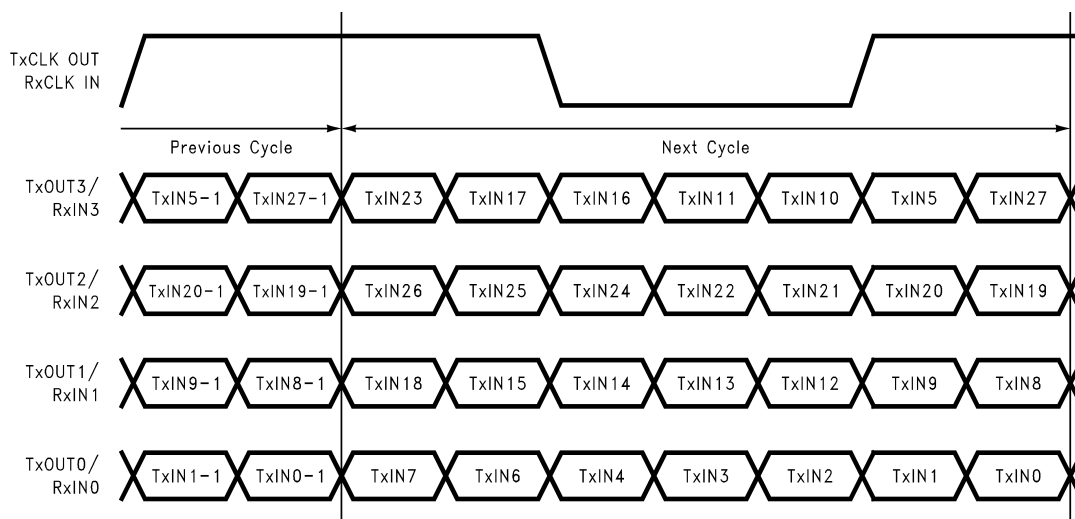 TxCLK OUT
RxCLK IN
Previous Cycle Next Cycle
TxOUT3/
RxIN3
TxIN5-1 TxIN27-1 TxIN23 TxIN17 TxIN16 TxIN11 TxIN10 TxIN5 TxIN27
TxOUT2/
RxIN2
TxIN20-1 TxIN19-1 TxIN26 TxIN25 TxIN24 TxIN22 TxIN21 TxIN20 TxIN19
TxOUT1/
RxIN1
TxIN9-1 TxIN8-1 TxIN18 TxIN15 TxIN14 TxIN13 TxIN12 TxIN9 TxIN8
TxOUT0/
RxIN0
TxIN1-1 TxIN0-1 TxIN7 TxIN6 TxIN4 TxIN3 TxIN2 TxIN1 TxIN0